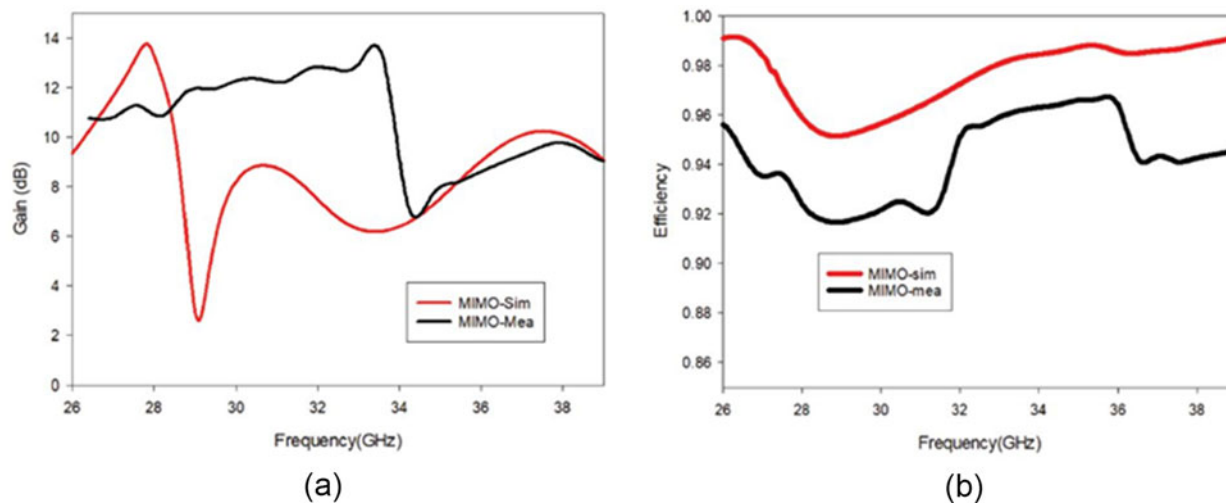 14
12
10
8
6
4
2
0
Gain (dB)
26 28 30 32 34 36 38
Frequency(GHz)
MIMO-Sim
MIMO-Mea
(a)
1.00
0.98
0.96
0.94
0.92
0.90
0.88
0.86
Efficiency
26 28 30 32 34 36 38
Frequency(GHz)
MIMO-sim
MIMO-mea
(b)